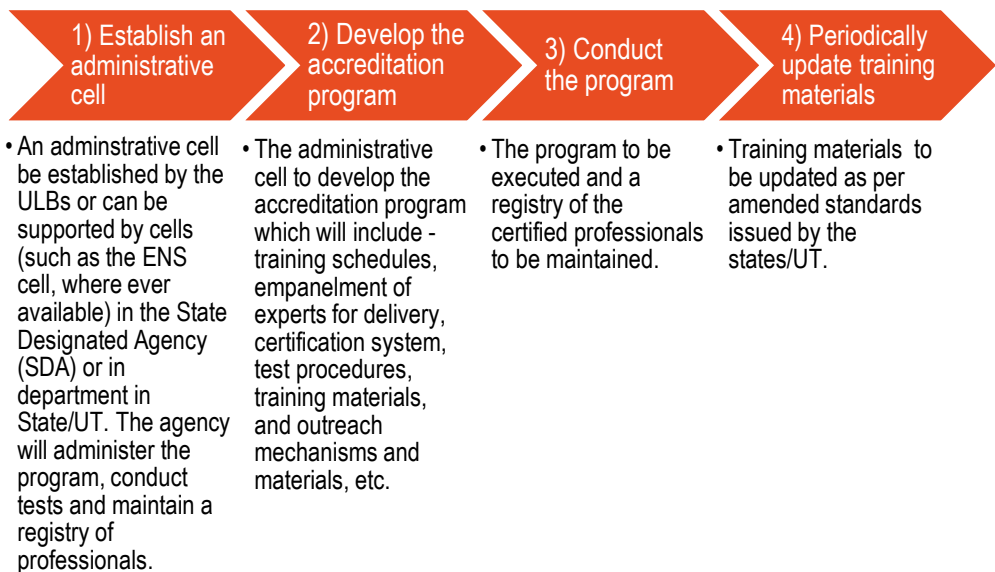 1) Establish an
administrative
cell
• An adminstrative cell
be established by the
ULBs or can be
supported by cells
(such as the ENS
cell, where ever
available) in the State
Designated Agency
(SDA) or in
department in
State/UT. The agency
will administer the
program, conduct
tests and maintain a
registry of
professionals.
2) Develop the
accreditation
program
• The administrative
cell to develop the
accreditation program
which will include -
training schedules,
empanelment of
experts for delivery,
certification system,
test procedures,
training materials,
and outreach
mechanisms and
materials, etc.
3) Conduct
the program
• The program to be
executed and a
registry of the
certified professionals
to be maintained.
4) Periodically
update training
materials
• Training materials to
be updated as per
amended standards
issued by the
states/UT.